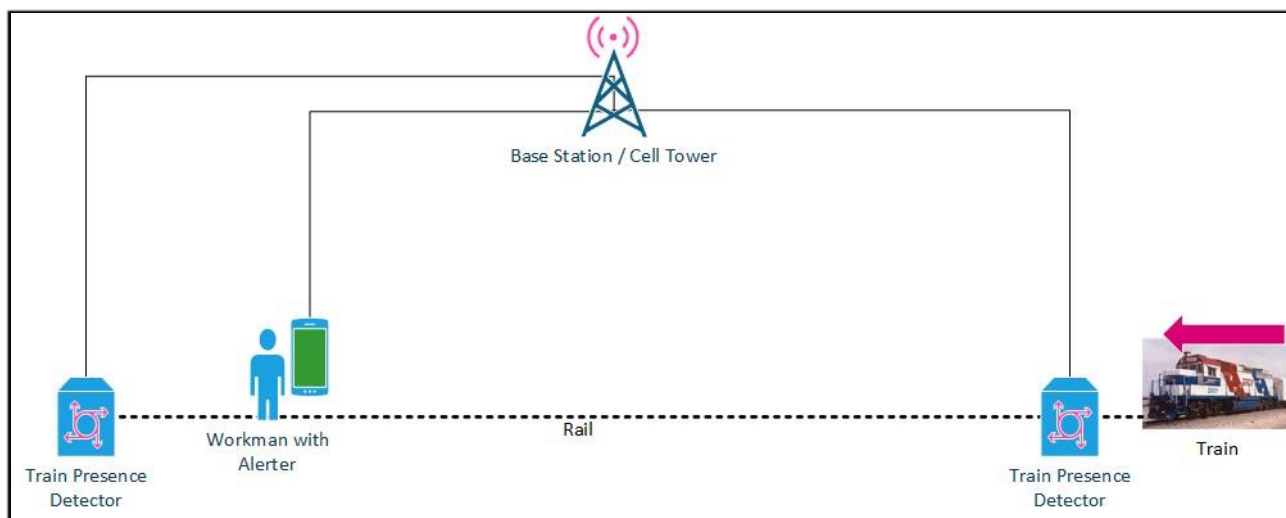 Base Station / Cell Tower
Rail
Workman with
Alerter
Train
Train Presence
Detector
Train Presence
Detector